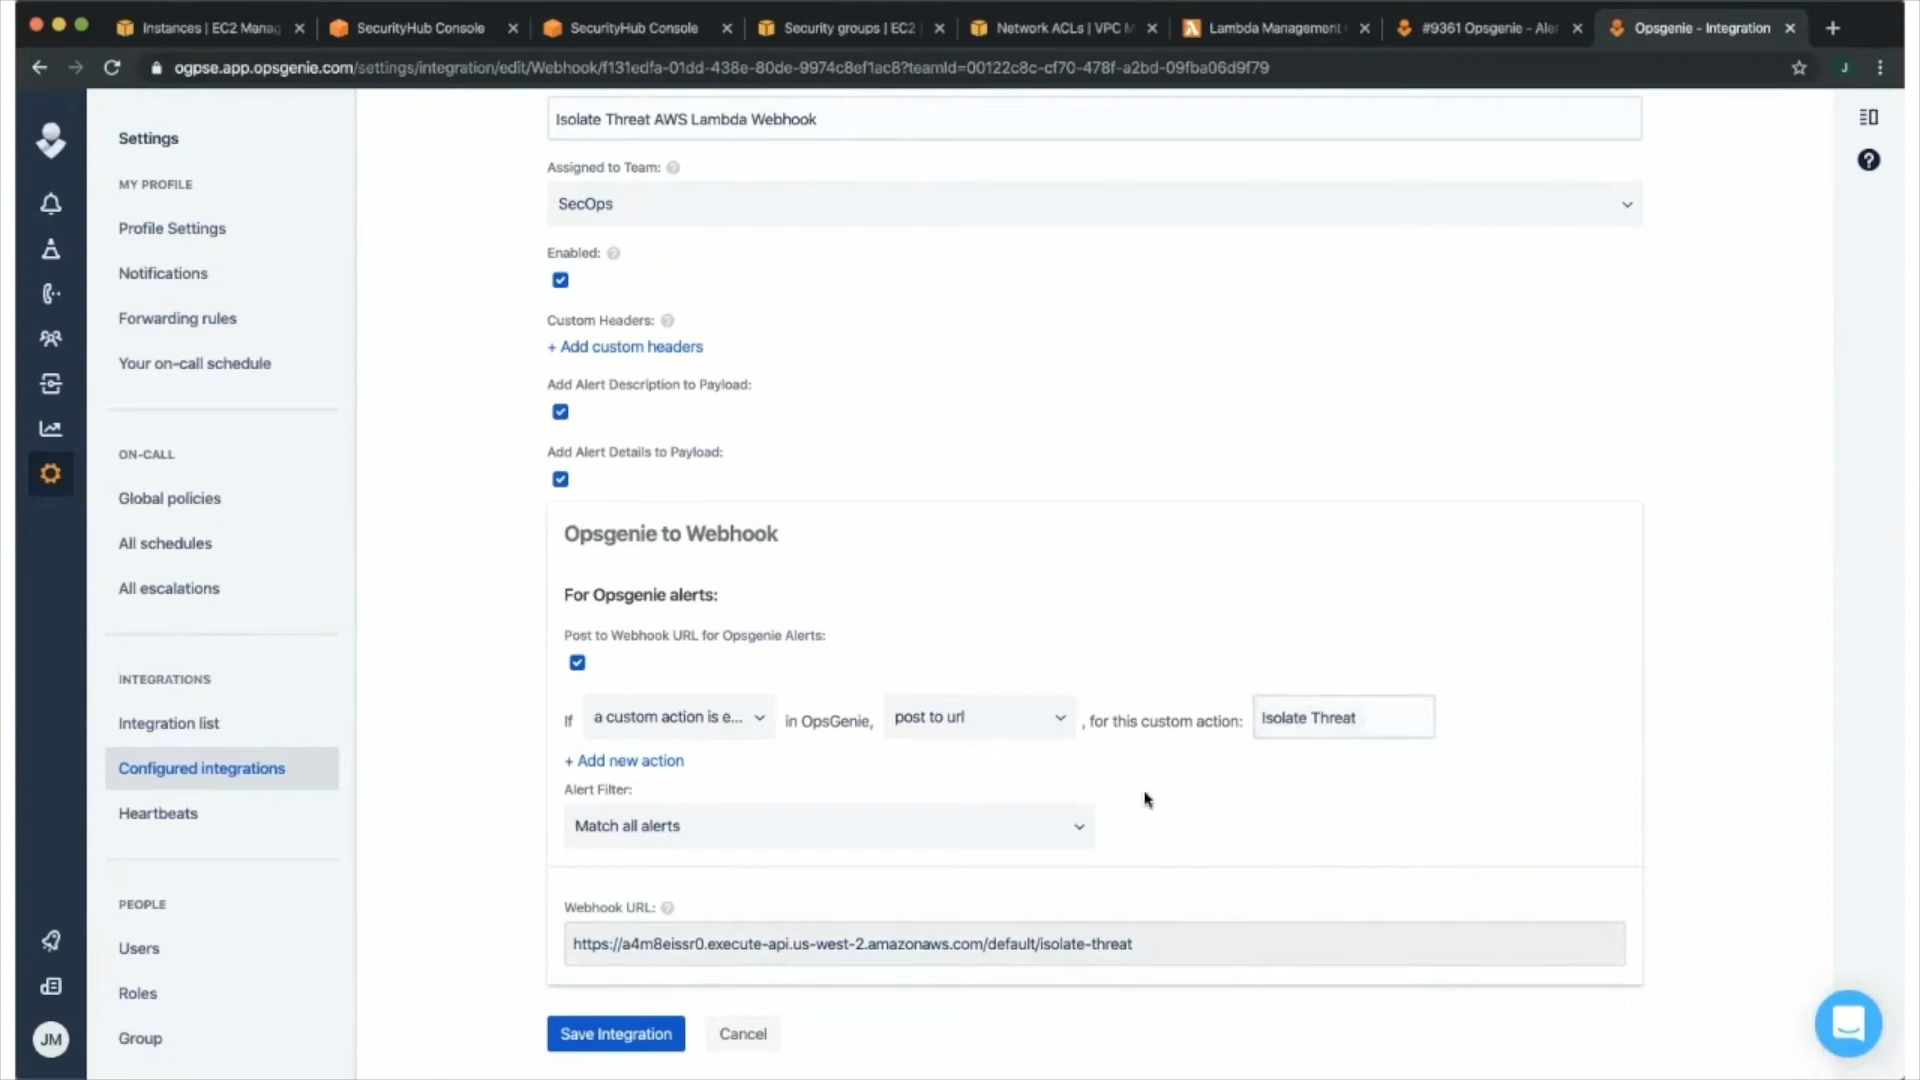 Instances | EC2 Manag
SecurityHub Console
SecurityHub Console
Security groups | EC2
Network ACLs | VPC M
Lambda Management
#9361 Opsgenie - Aler
Opsgenie - Integration
ogpse.app.opsgenie.com/settings/integration/edit/Webhook/f131edfa-01dd-438e-80de-9974c8ef1ac8?teamId=00122c8c-cf70-478f-a2bd-09fba06d9f79
J
Settings
MY PROFILE
Profile Settings
Notifications
Forwarding rules
Your on-call schedule
ON-CALL
Global policies
All schedules
All escalations
INTEGRATIONS
Integration list
Configured integrations
Heartbeats
PEOPLE
Users
Roles
Group
JM
Isolate Threat AWS Lambda Webhook
Assigned to Team:
SecOps
Enabled:
Custom Headers:
+ Add custom headers
Add Alert Description to Payload:
Add Alert Details to Payload:
Opsgenie to Webhook
For Opsgenie alerts:
Post to Webhook URL for Opsgenie Alerts:
If a custom action is e... in OpsGenie, post to url , for this custom action: Isolate Threat
+ Add new action
Alert Filter:
Match all alerts
Webhook URL:
https://a4m8eissr0.execute-api.us-west-2.amazonaws.com/default/isolate-threat
Save Integration Cancel